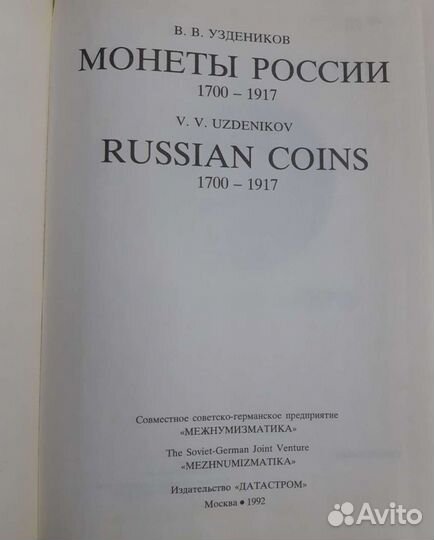 В. В. УЗДЕНИКОВ
МОНЕТЫ РОССИИ
1700 – 1917
V. V. UZDENIKOV
RUSSIAN COINS
1700 – 1917
Совместное советско-германское предприятие
«МЕЖНУМИЗМАТИКА»
The Soviet-German Joint Venture
«MEZHNUMIZMATIKA»
Издательство «ДАТАСТРОМ»
Москва • 1992
Avito